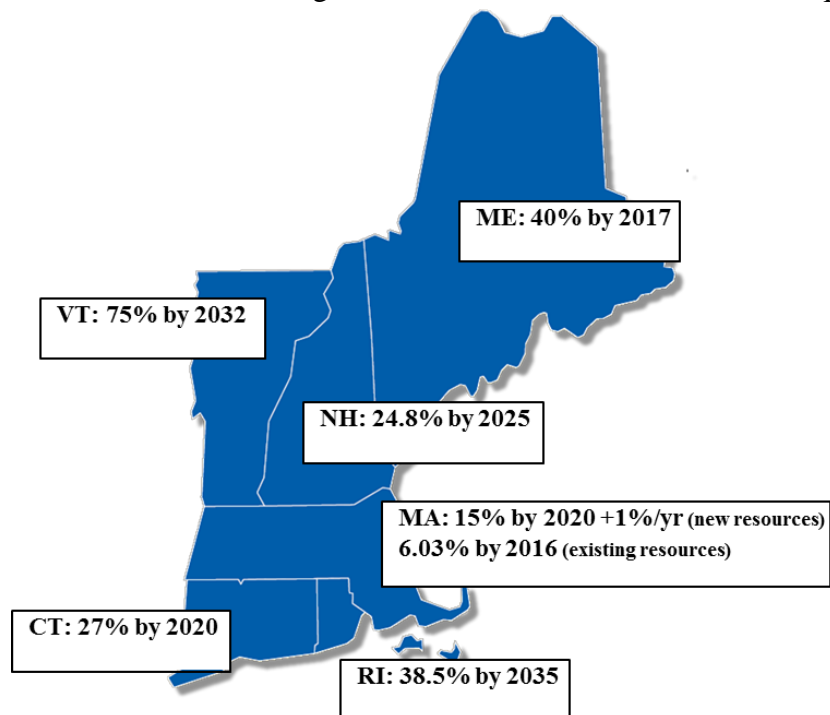 ME: 40% by 2017
VT: 75% by 2032
NH: 24.8% by 2025
MA: 15% by 2020 +1%/yr (new resources)
6.03% by 2016 (existing resources)
CT: 27% by 2020
RI: 38.5% by 2035